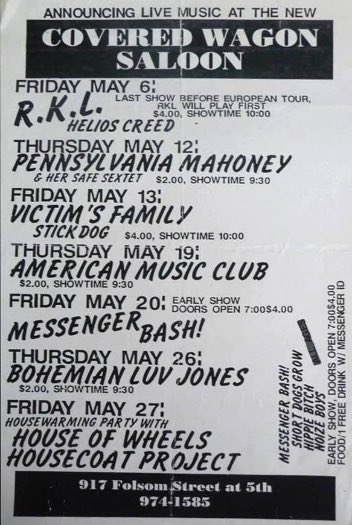 ANNOUNCING LIVE MUSIC AT THE NEW
COVERED WAGON
SALOON
FRIDAY MAY 6:
R.K.L. LAST SHOW BEFORE EUROPEAN TOUR,
RKL WILL PLAY FIRST
$4.00, SHOWTIME 10:00
HELIOS CREED
THURSDAY MAY 12:
PENNSYLVANIA MAHONEY
& HER SAFE SEXTET $2.00, SHOWTIME 9:30
FRIDAY MAY 13:
VICTIM'S FAMILY
STICK DOG $4.00, SHOWTIME 10:00
THURSDAY MAY 19:
AMERICAN MUSIC CLUB
$2.00, SHOWTIME 9:30
FRIDAY MAY 20: EARLY SHOW
DOORS OPEN 7:00$4.00
MESSENGER BASH!
THURSDAY MAY 26:
BOHEMIAN LUV JONES
$2.00, SHOWTIME 9:30
FRIDAY MAY 27:
HOUSEWARMING PARTY WITH
HOUSE OF WHEELS
HOUSECOAT PROJECT
MESSENGER BASH!
SHORT DOGS GROW
HIPPIE BITCH
NOIZE BOYS
EARLY SHOW, DOORS OPEN 7:00$4.00
FOOD/1 FREE DRINK W/ MESSENGER ID
917 Folsom Street at 5th
974-1585